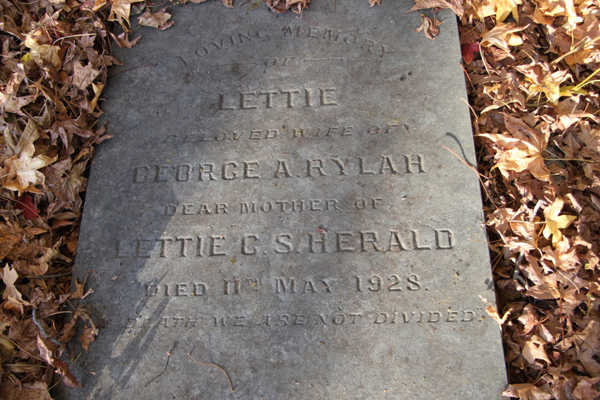 LOVING MEMORY
OF
LETTIE
BELOVED WIFE OF
GEORGE A. RYLAH
DEAR MOTHER OF
LETTIE C. S. HERALD
DIED 11TH MAY 1928.
DEATH WE ARE NOT DIVIDED.